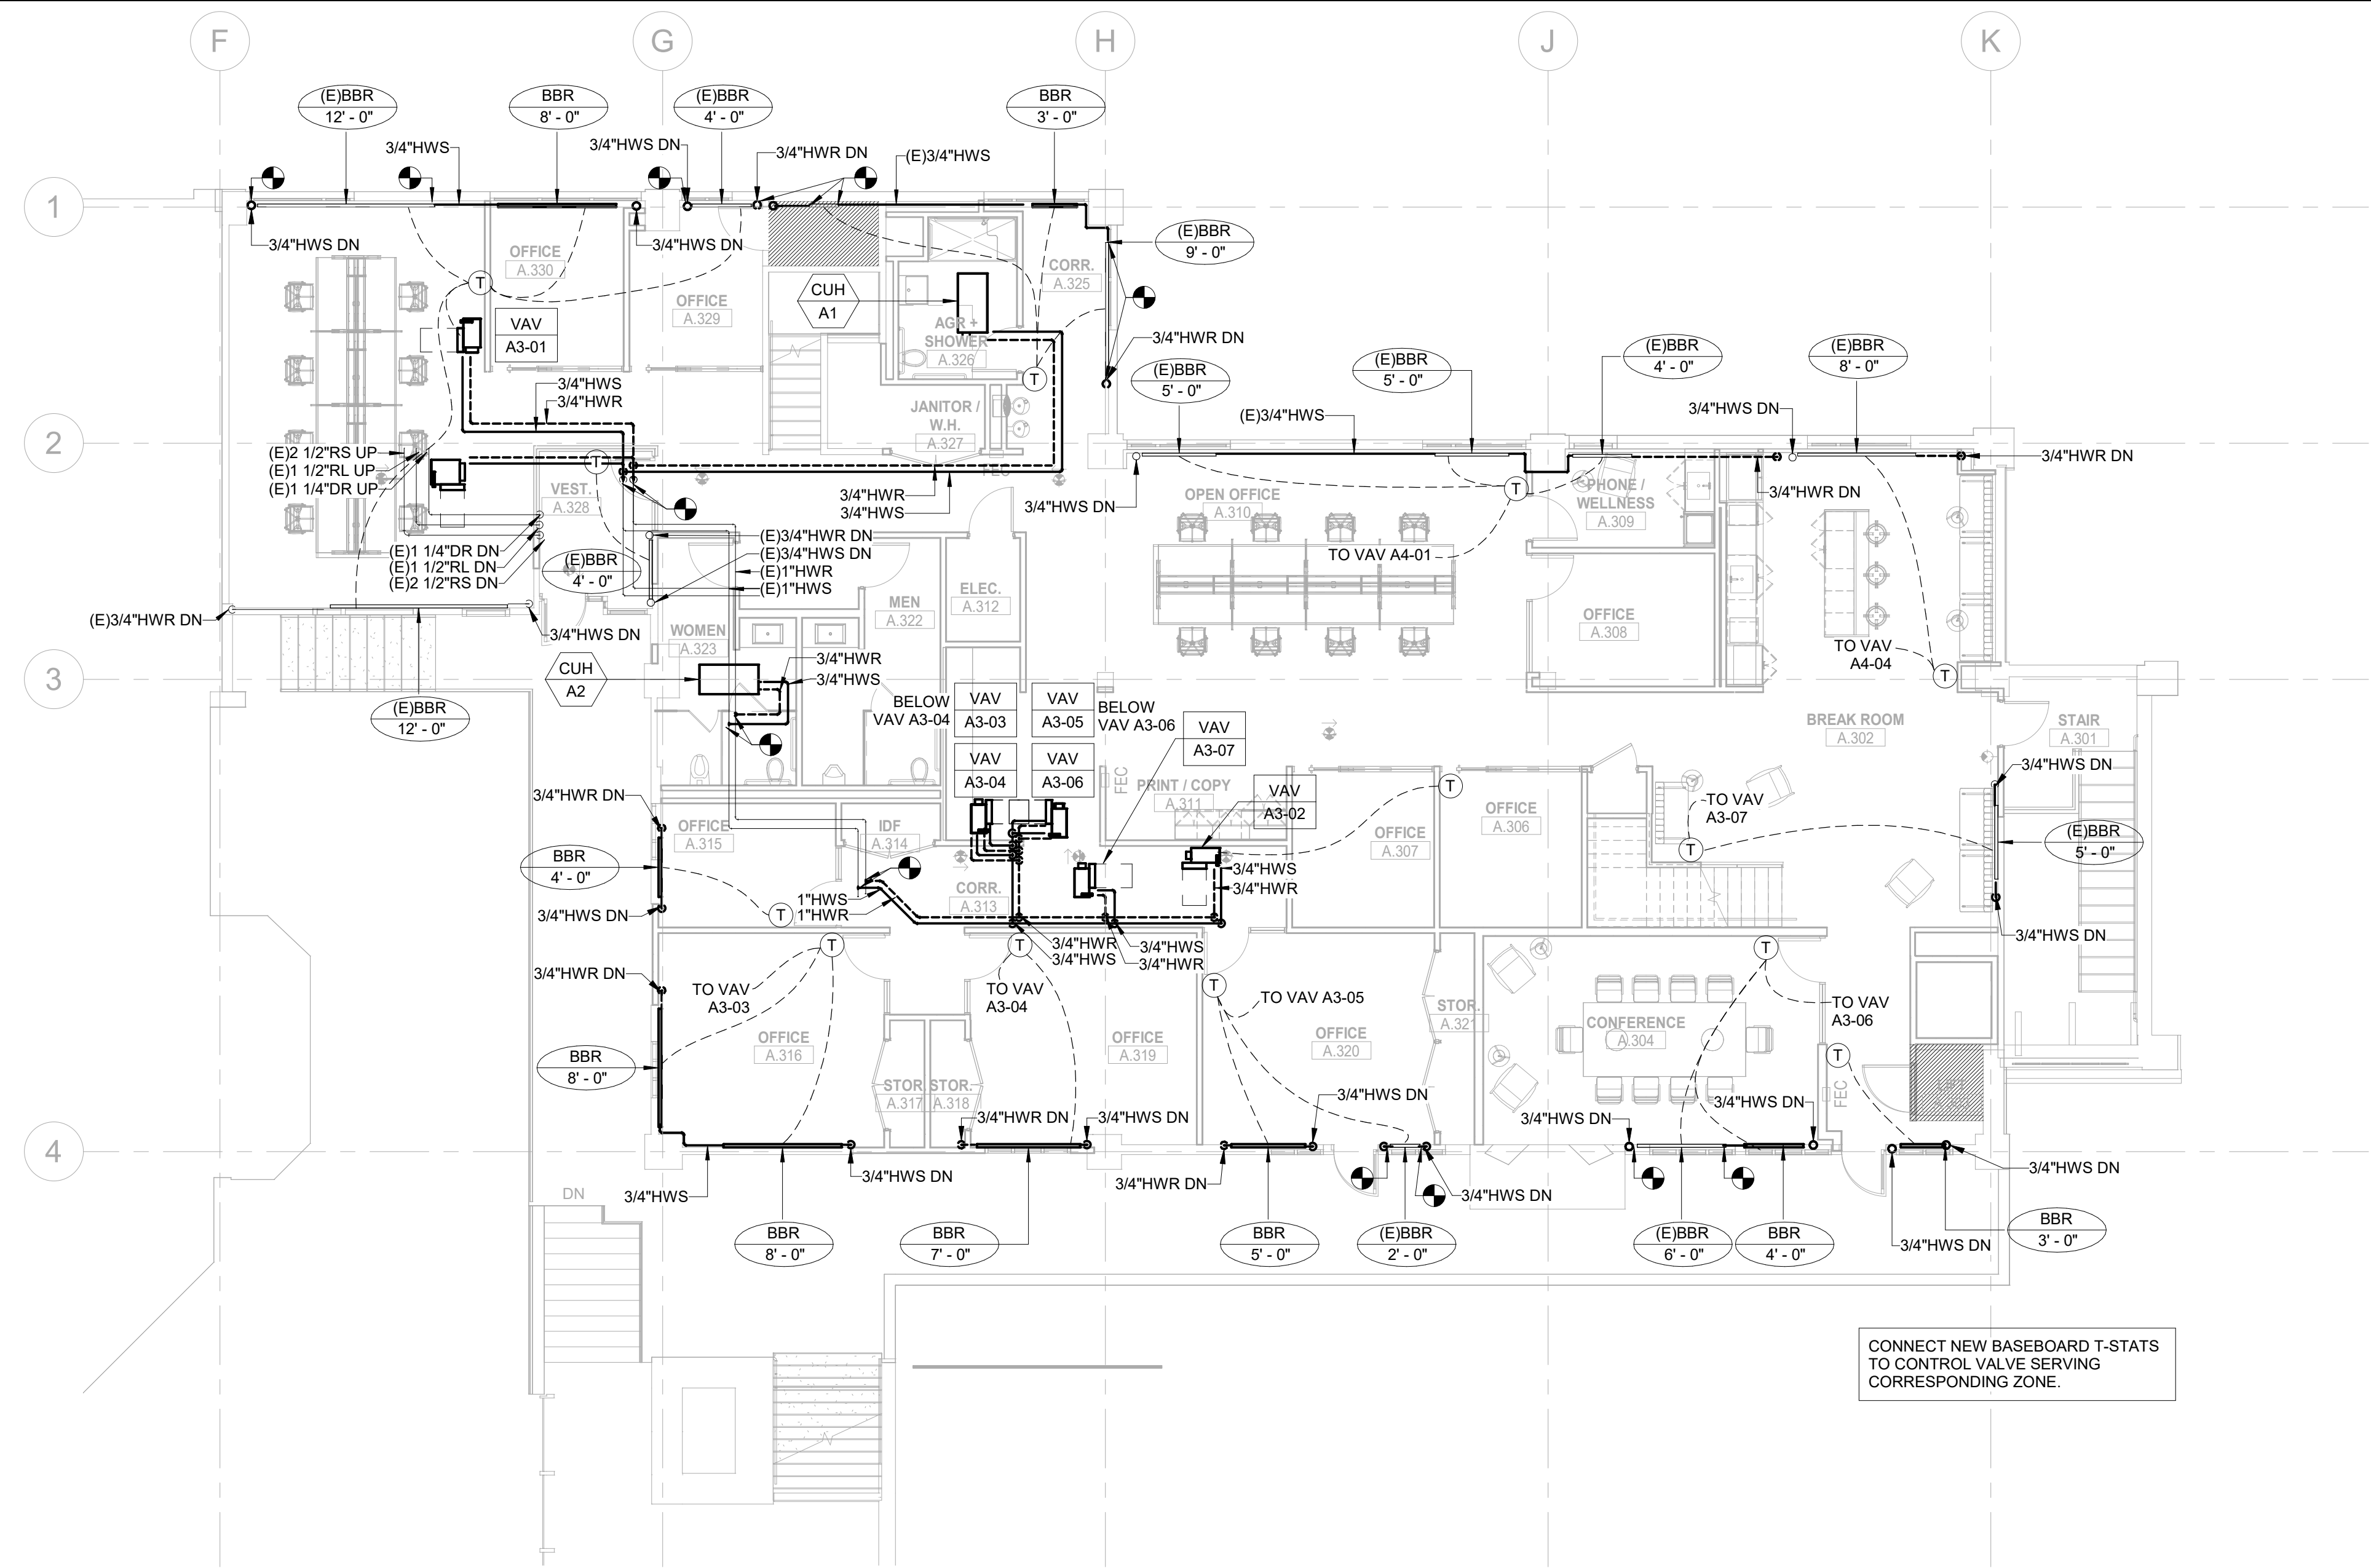 F
G
H
J
K
(E)BBR
12' - 0"
BBR
8' - 0"
(E)BBR
4' - 0"
BBR
3' - 0"
3/4"HWS
3/4"HWS DN
3/4"HWR DN
(E)3/4"HWS
1
3/4"HWS DN
3/4"HWS DN
(E)BBR
9' - 0"
OFFICE
A.330
T
OFFICE
A.329
CUH
A1
CORR.
A.325
VAV
A3-01
AGR +
SHOWER
A.326
3/4"HWR DN
T
(E)BBR
5' - 0"
(E)BBR
5' - 0"
(E)BBR
4' - 0"
(E)BBR
8' - 0"
3/4"HWS
3/4"HWR
JANITOR /
W.H.
A.327
FEC
(E)3/4"HWS
3/4"HWS DN
2
(E)2 1/2"RS UP
(E)1 1/2"RL UP
(E)1 1/4"DR UP
T
VEST.
A.328
3/4"HWR
3/4"HWS
3/4"HWS DN
OPEN OFFICE
A.310
T
PHONE /
WELLNESS
A.309
3/4"HWR DN
3/4"HWR DN
(E)1 1/4"DR DN
(E)1 1/2"RL DN
(E)2 1/2"RS DN
(E)BBR
4' - 0"
(E)3/4"HWR DN
(E)3/4"HWS DN
(E)1"HWR
(E)1"HWS
TO VAV A4-01
ELEC.
A.312
MEN
A.322
WOMEN
A.323
OFFICE
A.308
(E)3/4"HWR DN
3/4"HWS DN
TO VAV
A4-04
T
3
CUH
A2
3/4"HWR
3/4"HWS
(E)BBR
12' - 0"
BELOW
VAV A3-04
VAV
A3-03
VAV
A3-05
BELOW
VAV A3-06
VAV
A3-07
VAV
A3-04
VAV
A3-06
BREAK ROOM
A.302
STAIR
A.301
FEC
PRINT / COPY
A.311
VAV
A3-02
T
3/4"HWS DN
3/4"HWR DN
OFFICE
A.315
IDF
A.314
OFFICE
A.307
OFFICE
A.306
TO VAV
A3-07
T
(E)BBR
5' - 0"
BBR
4' - 0"
3/4"HWS
3/4"HWR
CORR.
A.313
1"HWS
1"HWR
3/4"HWS DN
T
3/4"HWS DN
3/4"HWR
3/4"HWS
3/4"HWS
3/4"HWR
3/4"HWR DN
T
T
T
T
TO VAV
A3-03
TO VAV
A3-04
TO VAV A3-05
TO VAV
A3-06
OFFICE
A.316
OFFICE
A.319
OFFICE
A.320
STOR.
A.321
CONFERENCE
A.304
T
BBR
8' - 0"
STOR.
A.317
STOR.
A.318
FEC
3/4"HWR DN
3/4"HWS DN
3/4"HWS DN
3/4"HWS DN
3/4"HWS DN
4
3/4"HWS
3/4"HWS DN
3/4"HWR DN
3/4"HWS DN
3/4"HWS DN
DN
BBR
8' - 0"
BBR
7' - 0"
BBR
5' - 0"
(E)BBR
2' - 0"
(E)BBR
6' - 0"
BBR
4' - 0"
3/4"HWS DN
BBR
3' - 0"
CONNECT NEW BASEBOARD T-STATS
TO CONTROL VALVE SERVING
CORRESPONDING ZONE.